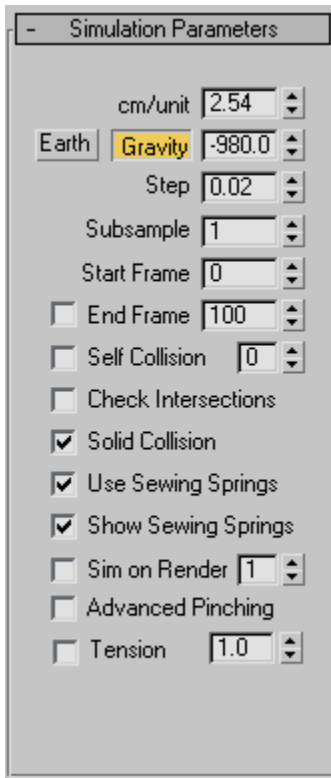 - Simulation Parameters
cm/unit 2.54
Earth Gravity -980.0
Step 0.02
Subsample 1
Start Frame 0
End Frame 100
Self Collision 0
Check Intersections
Solid Collision
Use Sewing Springs
Show Sewing Springs
Sim on Render 1
Advanced Pinching
Tension 1.0